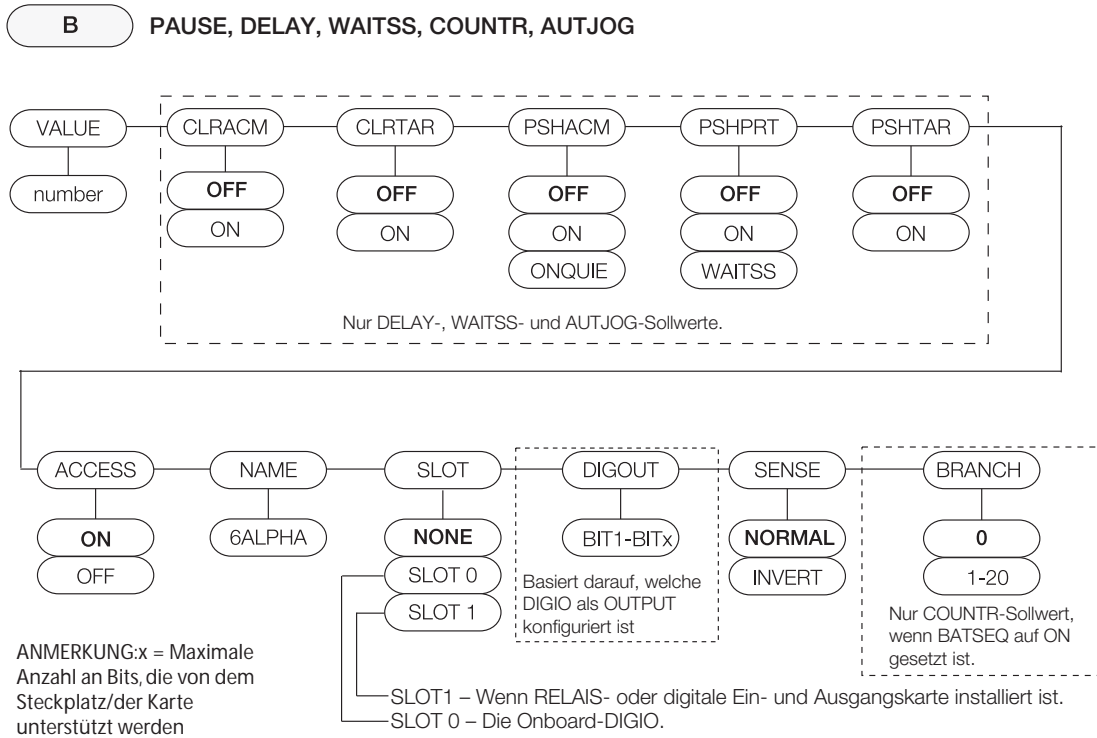 B PAUSE, DELAY, WAITSS, COUNTR, AUTJOG
VALUE CLRACM CLRTAR PSHACM PSHPRT PSHTAR
number OFF OFF OFF OFF OFF
ON ON ON ON ON
ONQUIE WAITSS
Nur DELAY-, WAITSS- und AUTJOG-Sollwerte.
ACCESS NAME SLOT DIGOUT SENSE BRANCH
ON 6ALPHA NONE BIT1-BITx) NORMAL 0
OFF SLOT 0 INVERT 1-20
SLOT 1
Basiert darauf, welche
DIGIO als OUTPUT
konfiguriert ist
Nur COUNTR-Sollwert,
wenn BATSEQ auf ON
gesetzt ist.
ANMERKUNG:x = Maximale
Anzahl an Bits, die von dem
Steckplatz/der Karte
unterstützt werden
SLOT1 – Wenn RELAIS- oder digitale Ein- und Ausgangskarte installiert ist.
SLOT 0 – Die Onboard-DIGIO.